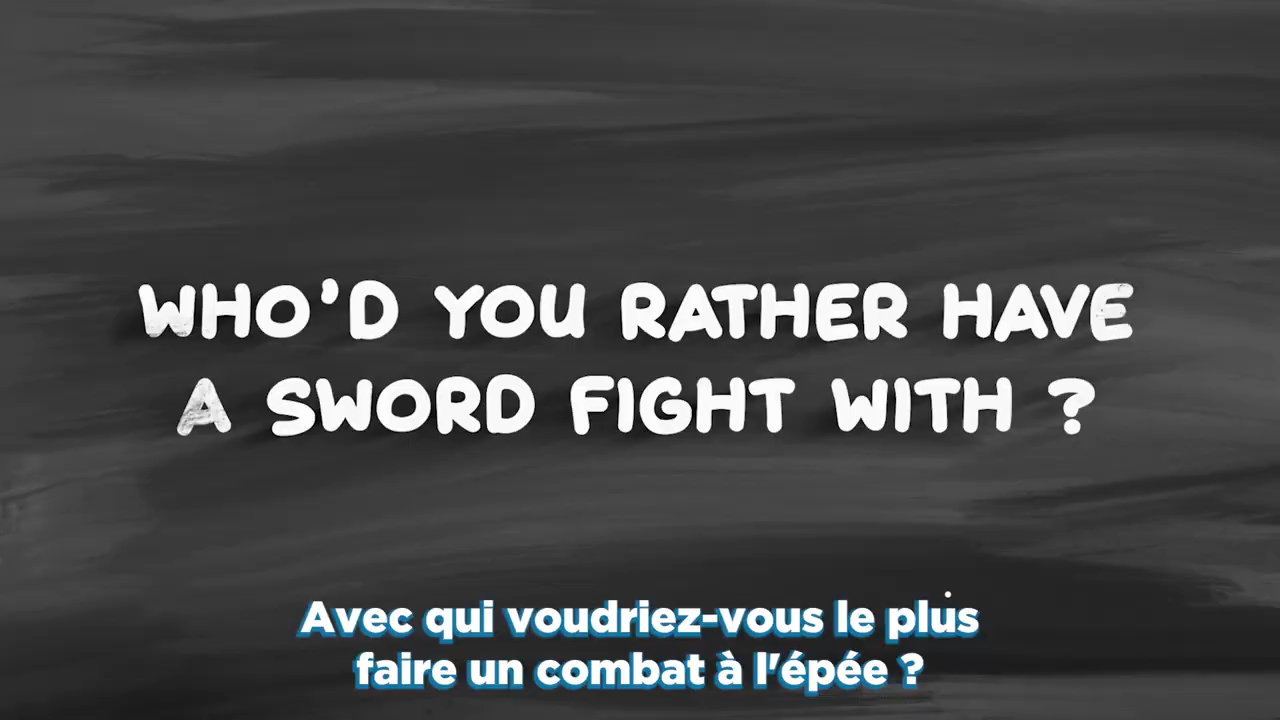 WHO'D YOU RATHER HAVE
A SWORD FIGHT WITH ?
Avec qui voudriez-vous le plus
faire un combat à l'épée ?